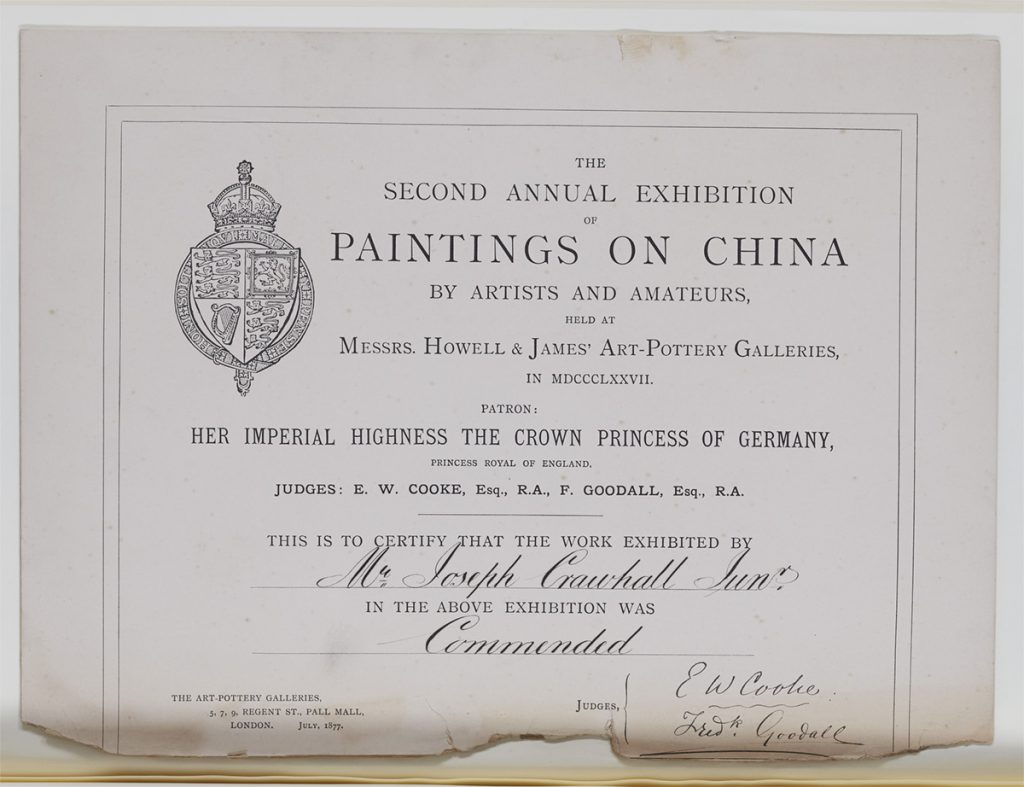 THE
SECOND ANNUAL EXHIBITION
OF
PAINTINGS ON CHINA
BY ARTISTS AND AMATEURS,
HELD AT
MESSRS. HOWELL & JAMES' ART-POTTERY GALLERIES,
IN MDCCCLXXVII.
PATRON:
HER IMPERIAL HIGHNESS THE CROWN PRINCESS OF GERMANY,
PRINCESS ROYAL OF ENGLAND.
JUDGES: E. W. COOKE, Esq., R.A., F. GOODALL, Esq., R.A.
THIS IS TO CERTIFY THAT THE WORK EXHIBITED BY
Mr. Joseph Crawhall Junr.
IN THE ABOVE EXHIBITION WAS
Commended
THE ART-POTTERY GALLERIES,
5, 7, 9, REGENT ST., PALL MALL,
LONDON. JULY, 1877.
JUDGES,
E W Cooke.
Fredk. Goodall